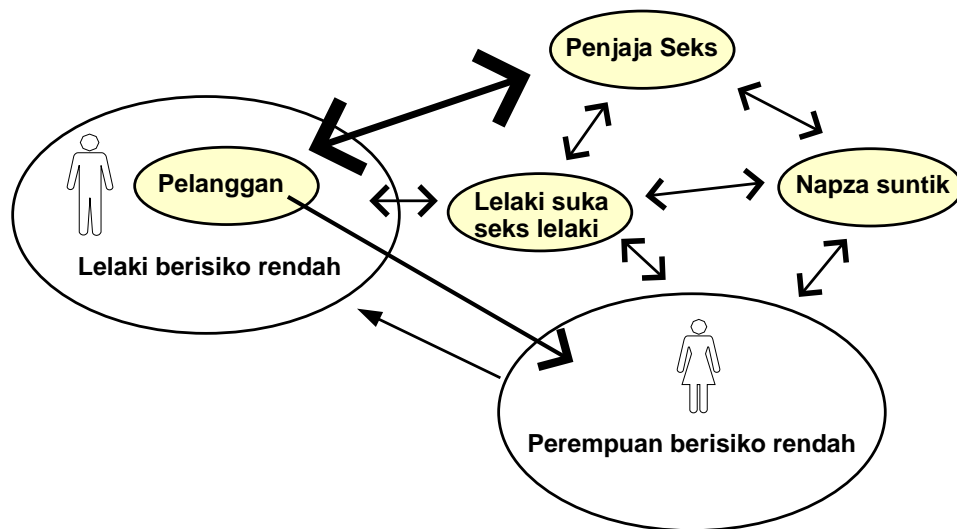 Penjaja Seks
Pelanggan
Lelaki suka
seks lelaki
Napza suntik
Lelaki berisiko rendah
Perempuan berisiko rendah